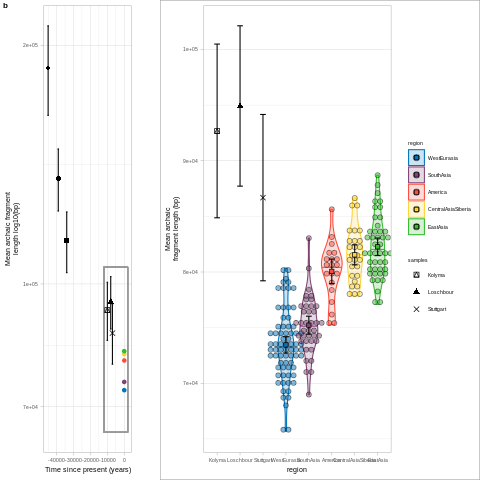 b
2e+05
1e+05
7e+04
Mean archaic fragment
length log10(bp)
-40000-30000-20000-10000 0
Time since present (years)
1e+05
9e+04
8e+04
7e+04
Mean archaic
fragment length (bp)
Kolyma Loschbour Stuttgart WestEurasia SouthAsia America CentralAsiaSiberia EastAsia
region
region
WestEurasia
SouthAsia
America
CentralAsiaSiberia
EastAsia
samples
Kolyma
Loschbour
Stuttgart